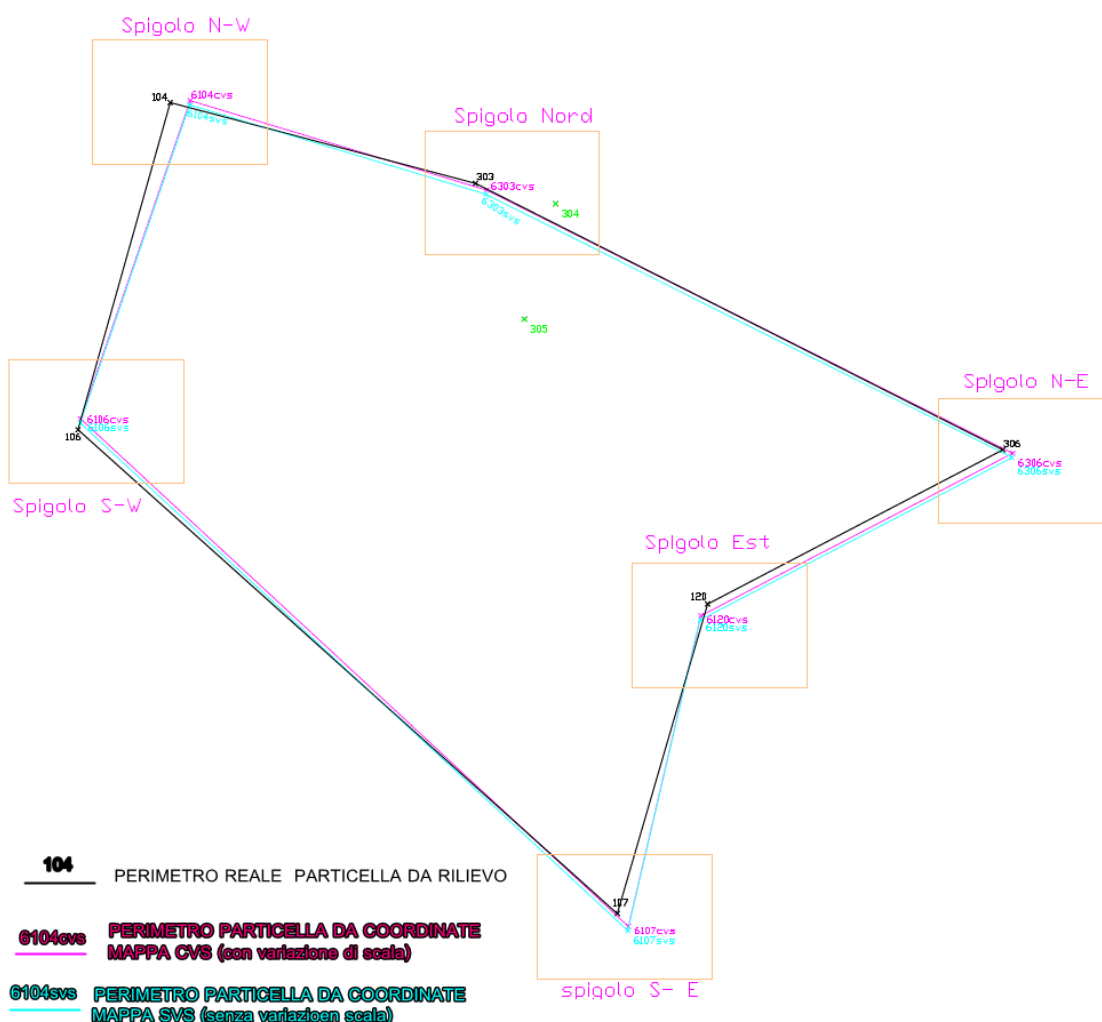 Spigolo N-W
104
6104cvs
6104svs
Spigolo Nord
303
6303cvs
6303svs
304
305
Spigolo N-E
306
6306cvs
6306svs
6106cvs
6106svs
106
Spigolo S-W
Spigolo Est
120
6120cvs
6120svs
107
6107cvs
6107svs
spigolo S- E
104 PERIMETRO REALE PARTICELLA DA RILIEVO
6104cvs PERIMETRO PARTICELLA DA COORDINATE
MAPPA CVS (con variazione di scala)
6104svs PERIMETRO PARTICELLA DA COORDINATE
MAPPA SVS (senza variazioen scala)